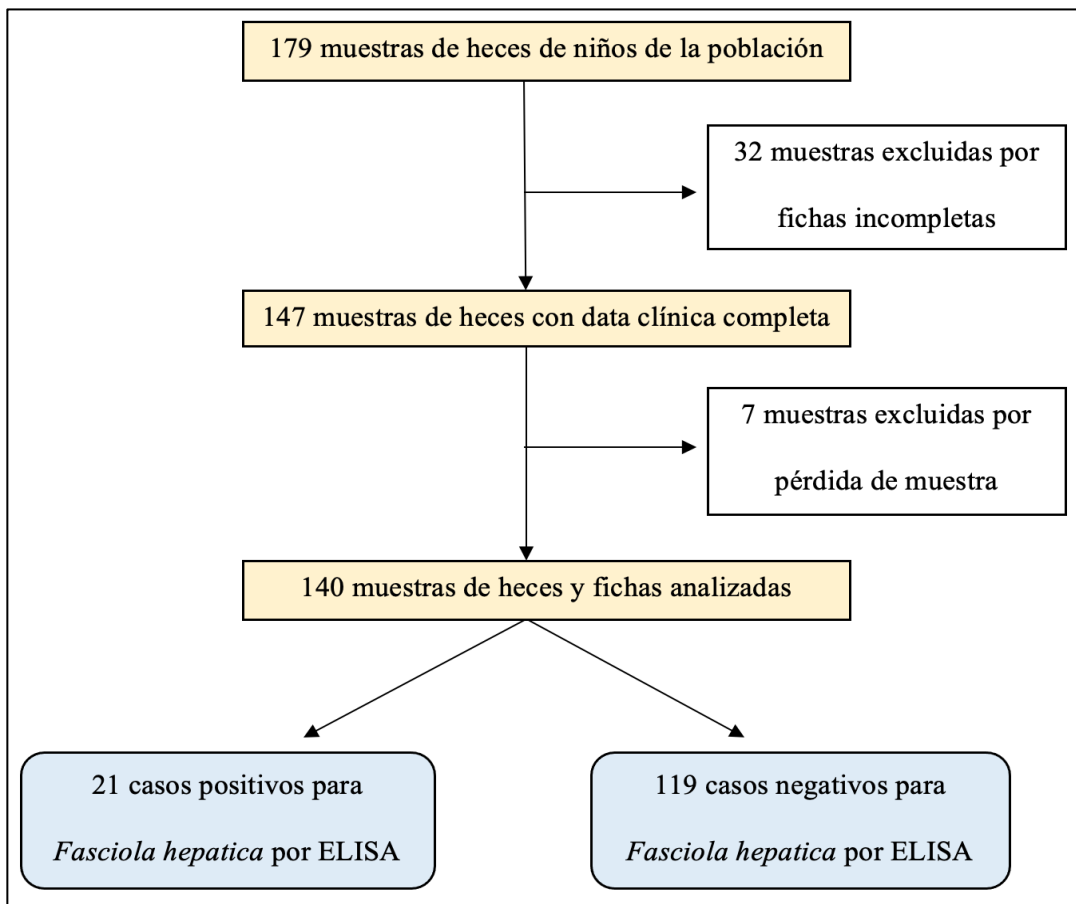 179 muestras de heces de niños de la población
32 muestras excluidas por
fichas incompletas
147 muestras de heces con data clínica completa
7 muestras excluidas por
pérdida de muestra
140 muestras de heces y fichas analizadas
21 casos positivos para
Fasciola hepatica por ELISA
119 casos negativos para
Fasciola hepatica por ELISA